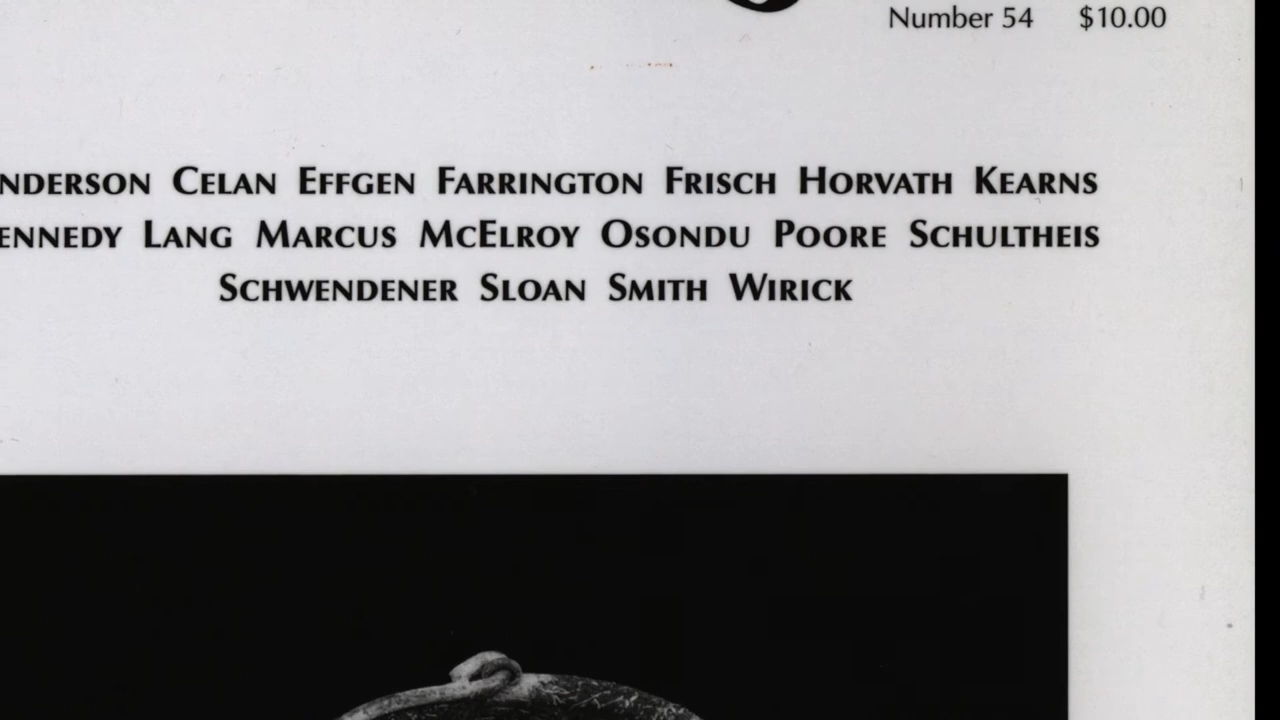 Number 54 $10.00
NDERSON CELAN EFFGEN FARRINGTON FRISCH HORVATH KEARNS
ENNEDY LANG MARCUS MCELROY OSONDU POORE SCHULTHEIS
SCHWENDENER SLOAN SMITH WIRICK